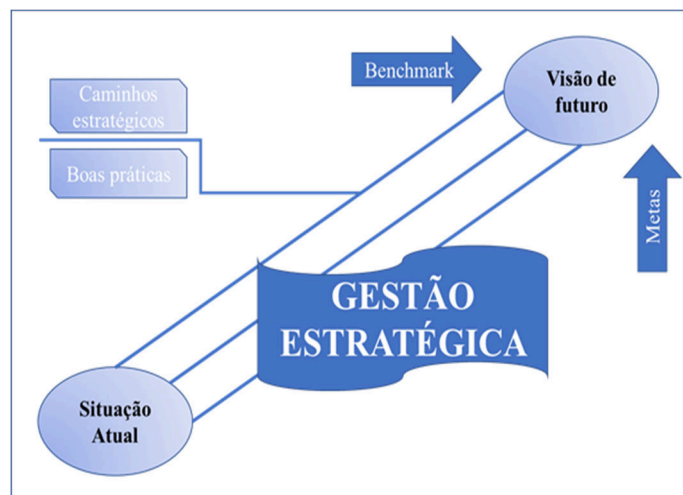 Benchmark
Visão de
futuro
Caminhos
estratégicos
Boas práticas
Metas
GESTÃO
ESTRATÉGICA
Situação
Atual